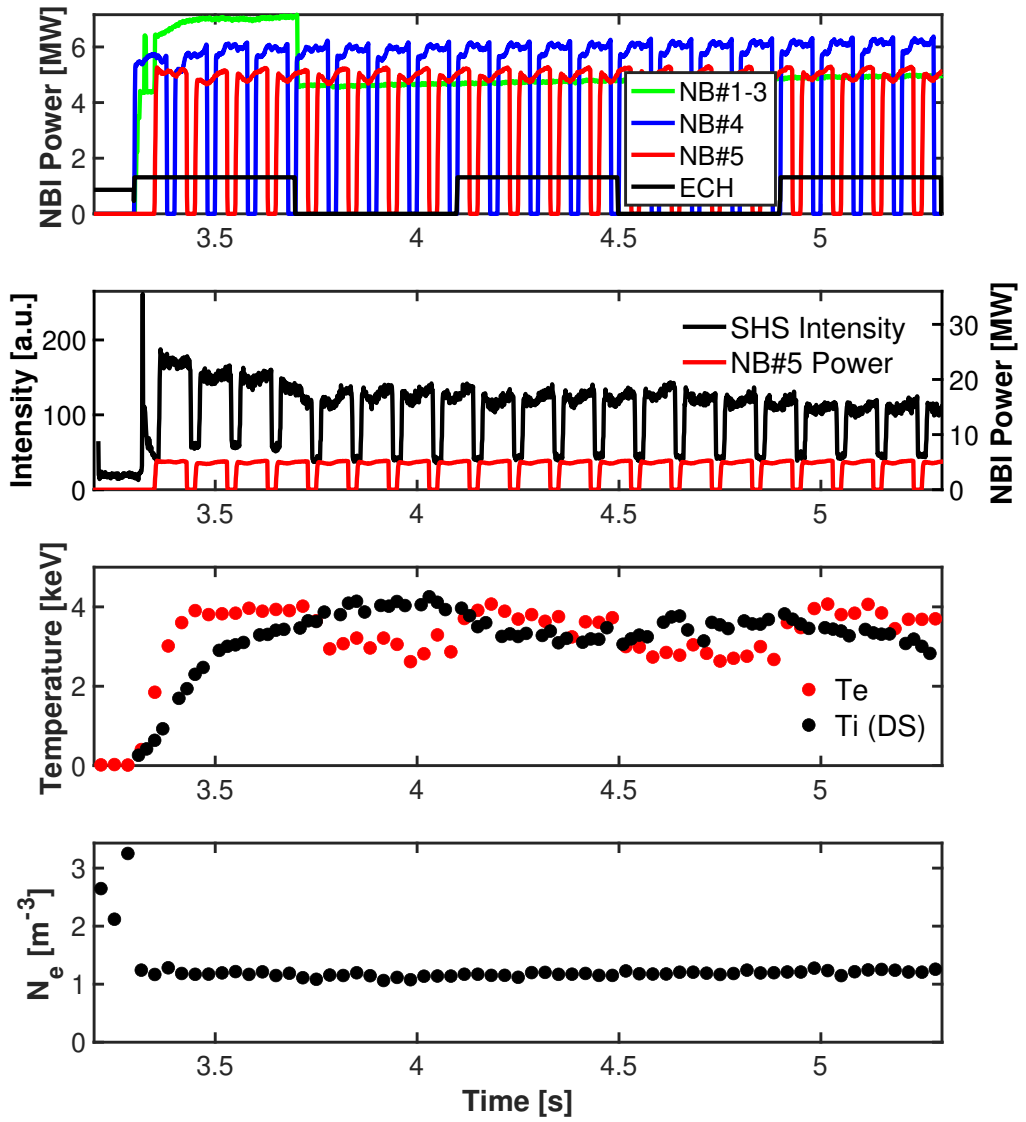 NBI Power [MW]
6
4
2
0
NB#1-3
NB#4
NB#5
ECH
3.5 4 4.5 5
Intensity [a.u.]
200
100
0
SHS Intensity
NB#5 Power
30
20
10
0
NBI Power [MW]
3.5 4 4.5 5
Temperature [keV]
4
2
0
Te
Ti (DS)
3.5 4 4.5 5
N_e [m^-3]
3
2
1
0
3.5 4 4.5 5
Time [s]